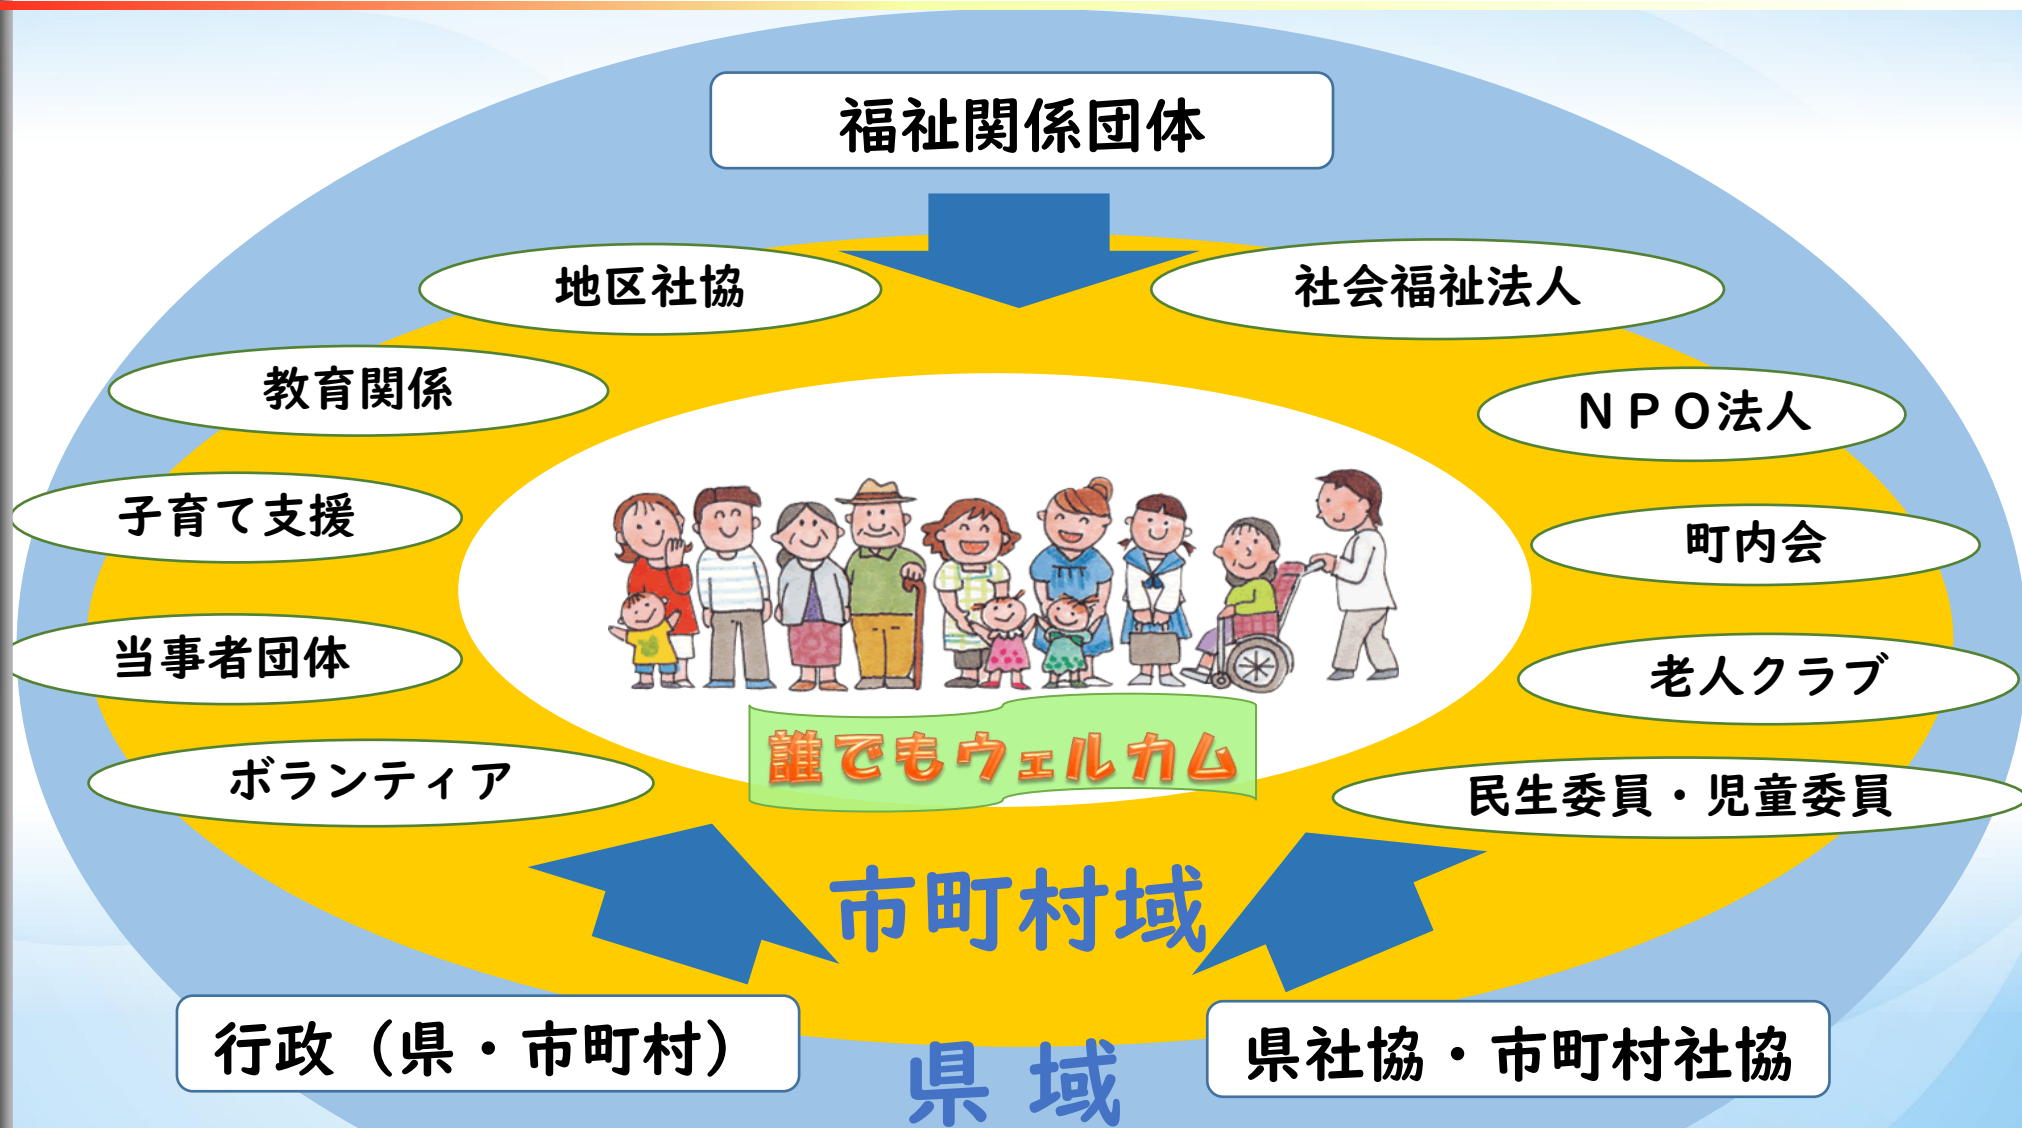 福祉関係団体
地区社協
社会福祉法人
教育関係
NPO法人
子育て支援
町内会
当事者団体
老人クラブ
誰でもウェルカム
ボランティア
民生委員・児童委員
市町村域
行政（県・市町村）
県社協・市町村社協
県 域